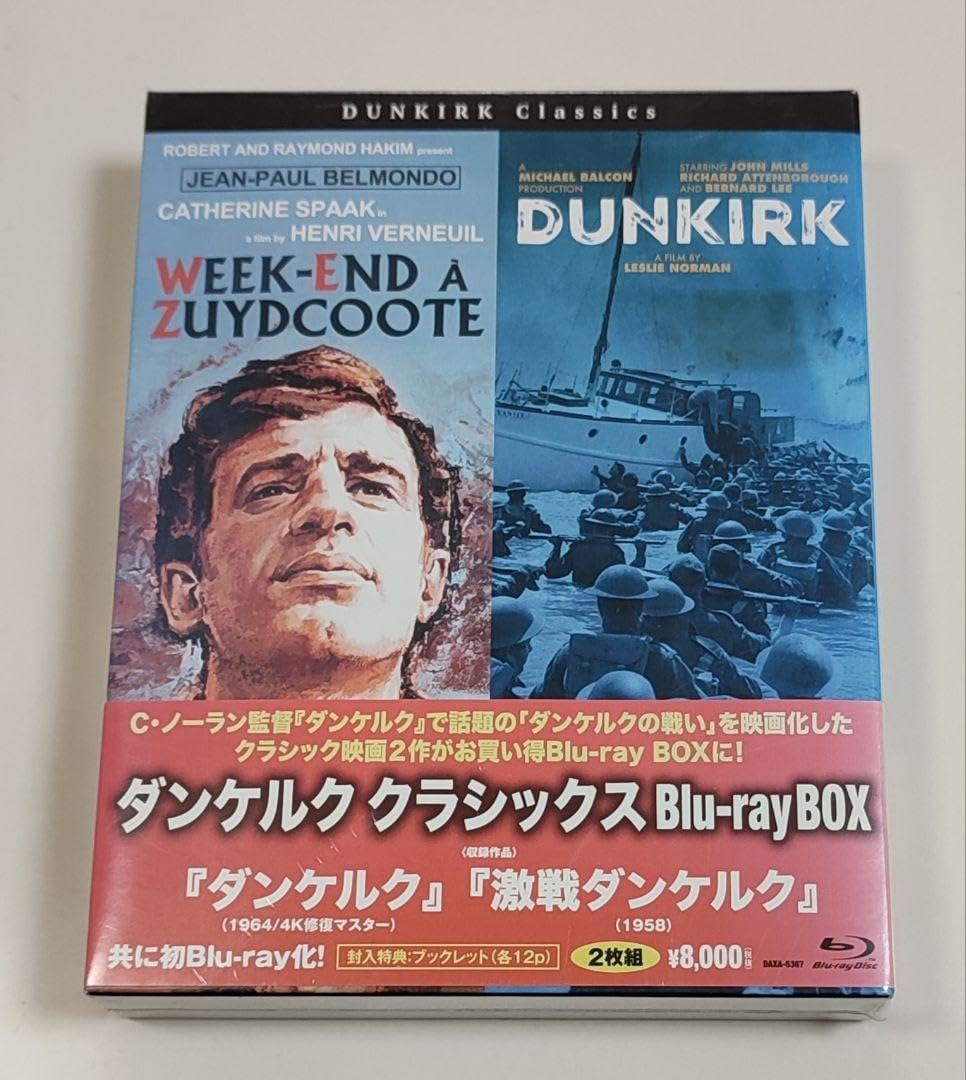 DUNKIRK Classics
ROBERT AND RAYMOND HAKIM present
JEAN-PAUL BELMONDO
CATHERINE SPAAK in
a film by HENRI VERNEUIL
WEEK-END À
ZUYDCOOTE
A
MICHAEL BALCON
PRODUCTION
STARRING JOHN MILLS
RICHARD ATTENBOROUGH
AND BERNARD LEE
DUNKIRK
A FILM BY
LESLIE NORMAN
C・ノーラン監督『ダンケルク』で話題の「ダンケルクの戦い」を映画化した
クラシック映画2作がお買い得Blu-ray BOXに!
ダンケルク クラシックス Blu-ray BOX
〈収録作品〉
『ダンケルク』『激戦ダンケルク』
(1964/4K修復マスター) (1958)
共に初Blu-ray化! 封入特典:ブックレット(各12p) 2枚組 ¥8,000(税抜) DAXA-5367 Blu-ray Disc